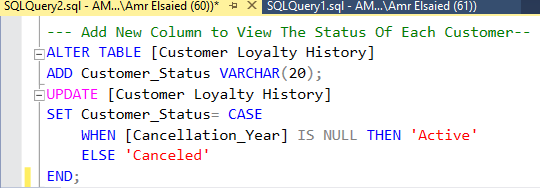 SQLQuery2.sql - AM...\Amr Elsaied (60))*
SQLQuery1.sql - AM...\Amr Elsaied (61))
--- Add New Column to View The Status Of Each Customer--
ALTER TABLE [Customer Loyalty History]
ADD Customer_Status VARCHAR(20);
UPDATE [Customer Loyalty History]
SET Customer_Status= CASE
WHEN [Cancellation_Year] IS NULL THEN 'Active'
ELSE 'Canceled'
END;